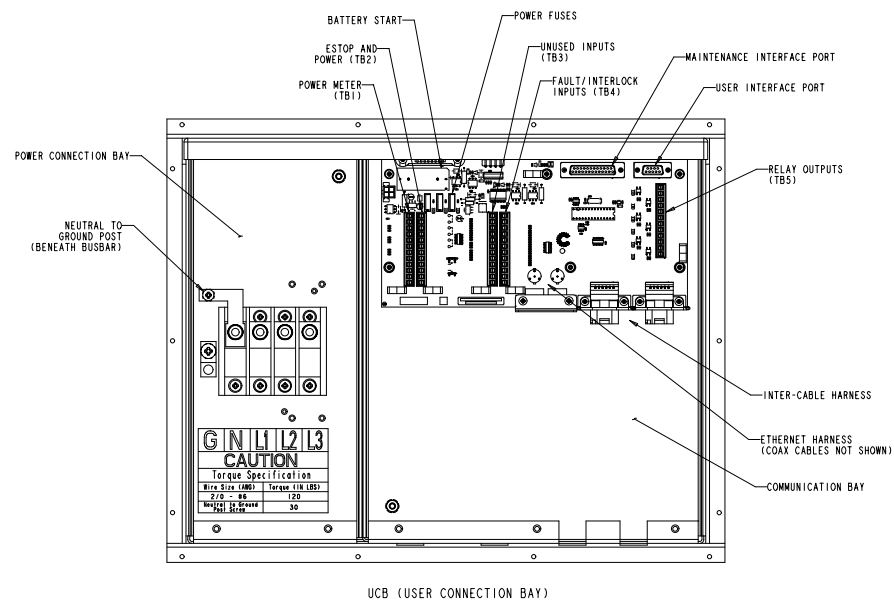 BATTERY START
POWER FUSES
ESTOP AND
POWER (TB2)
UNUSED INPUTS
(TB3)
MAINTENANCE INTERFACE PORT
POWER METER
(TB1)
FAULT/INTERLOCK
INPUTS (TB4)
USER INTERFACE PORT
POWER CONNECTION BAY
RELAY OUTPUTS
(TB5)
NEUTRAL TO
GROUND POST
(BENEATH BUSBAR)
INTER-CABLE HARNESS
ETHERNET HARNESS
(COAX CABLES NOT SHOWN)
COMMUNICATION BAY
G N L1 L2 L3
CAUTION
Torque Specification
Wire Size (AWG) Torque (IN LBS)
2/0 - #6 120
Neutral to Ground
Post Screw 30
UCB (USER CONNECTION BAY)